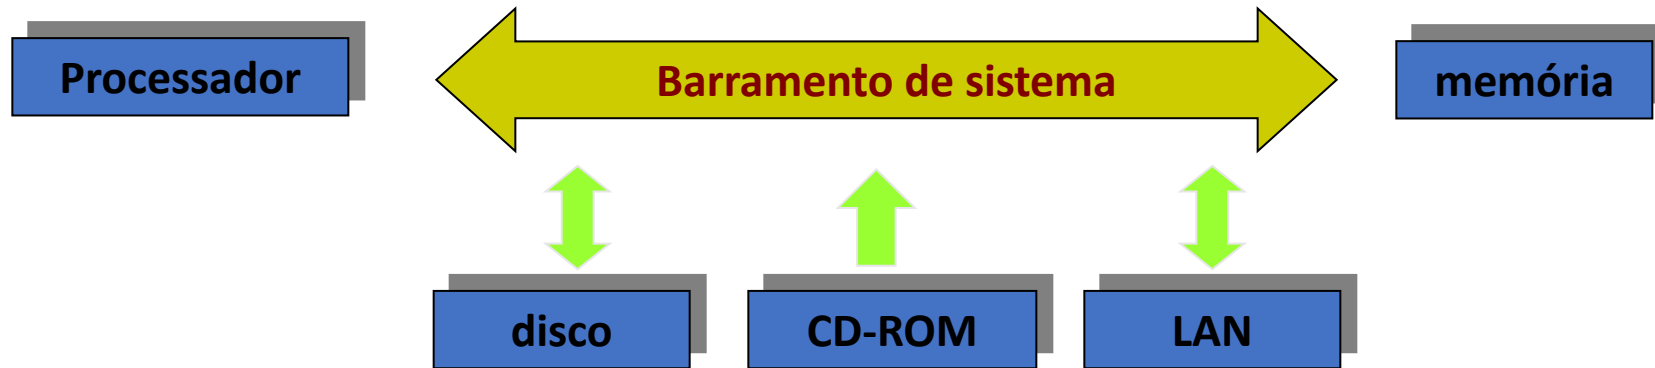 Processador
Barramento de sistema
memória
disco
CD-ROM
LAN